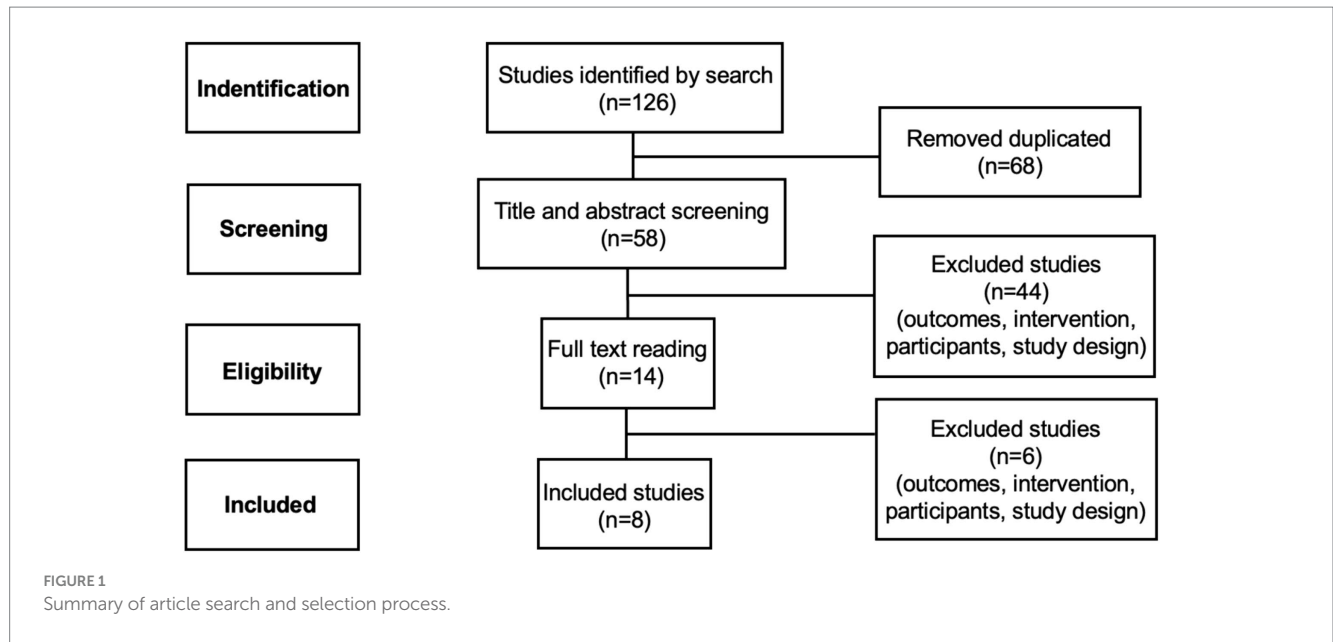 Indentification
Studies identified by search
(n=126)
Removed duplicated
(n=68)
Screening
Title and abstract screening
(n=58)
Excluded studies
(n=44)
(outcomes, intervention,
participants, study design)
Eligibility
Full text reading
(n=14)
Excluded studies
(n=6)
(outcomes, intervention,
participants, study design)
Included
Included studies
(n=8)
FIGURE 1
Summary of article search and selection process.